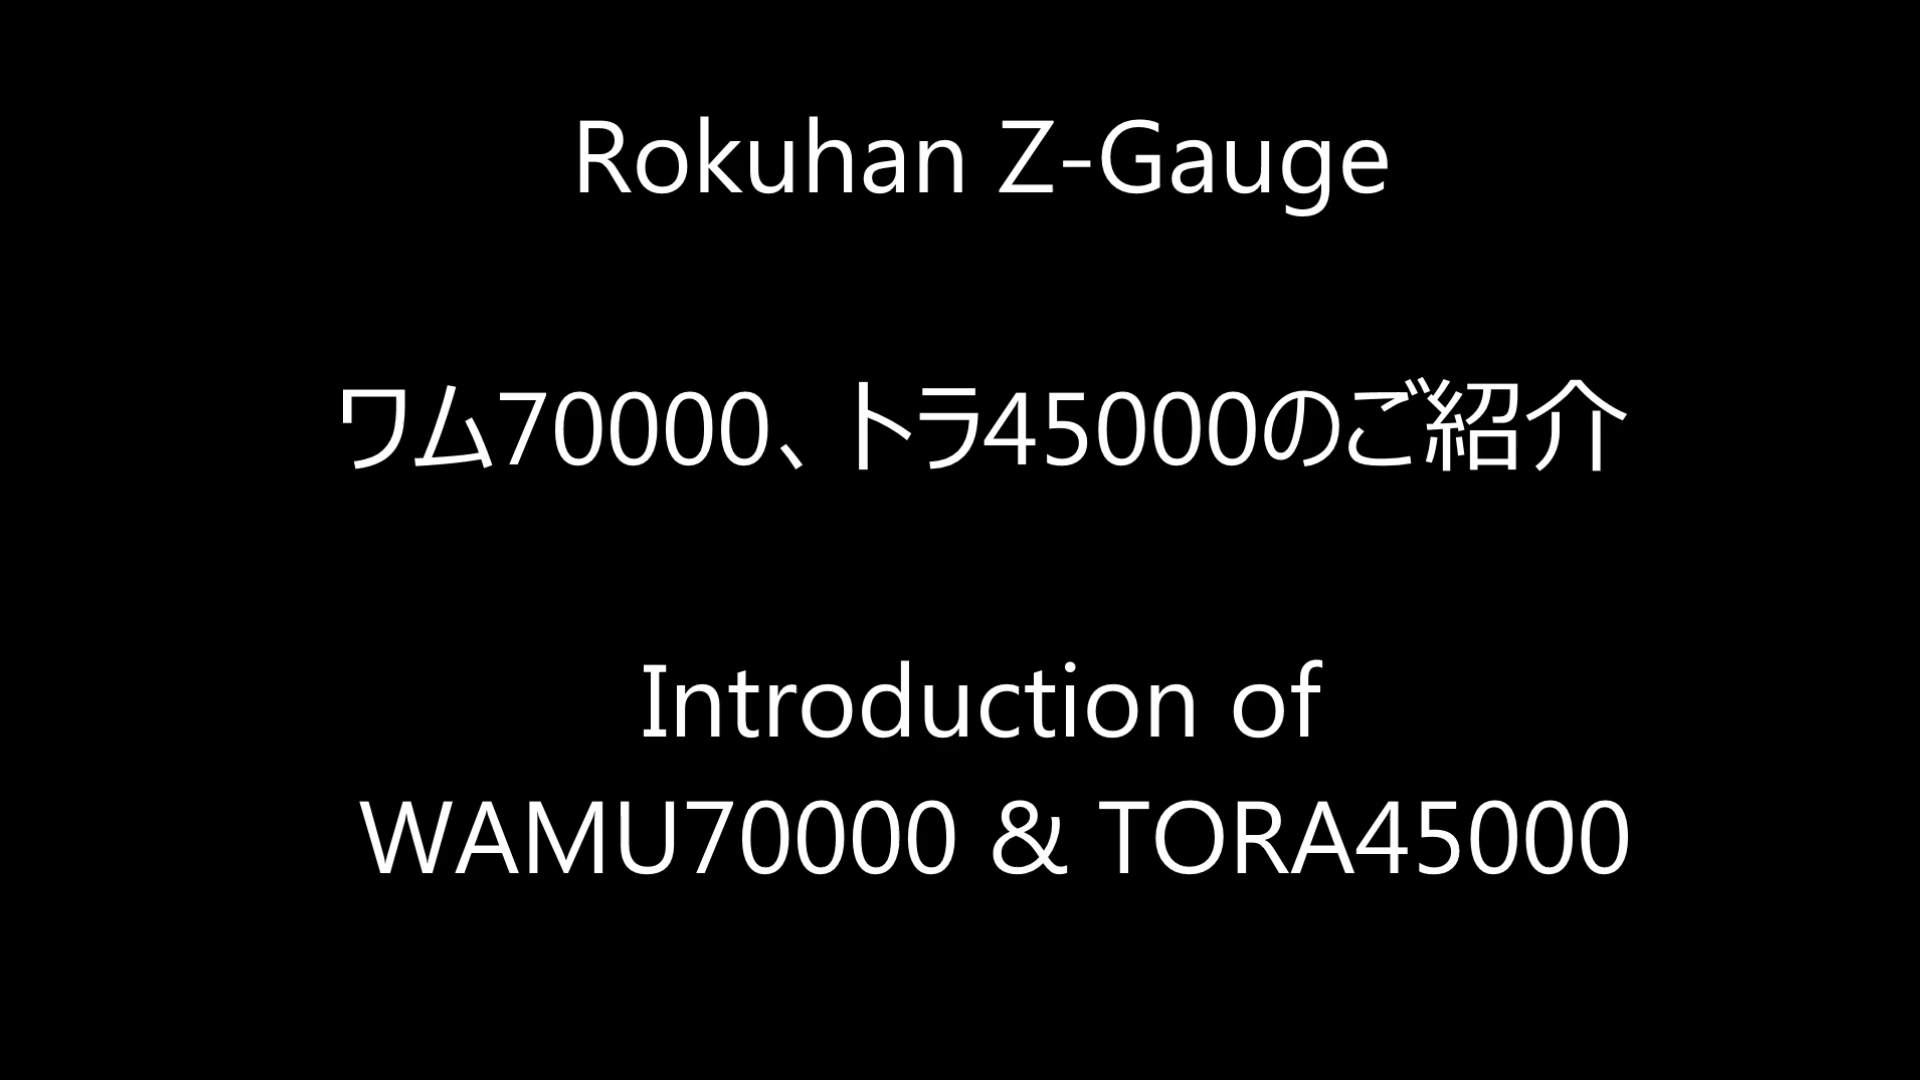 Rokuhan Z-Gauge
ワム70000、トラ45000のご紹介
Introduction of
WAMU70000 & TORA45000